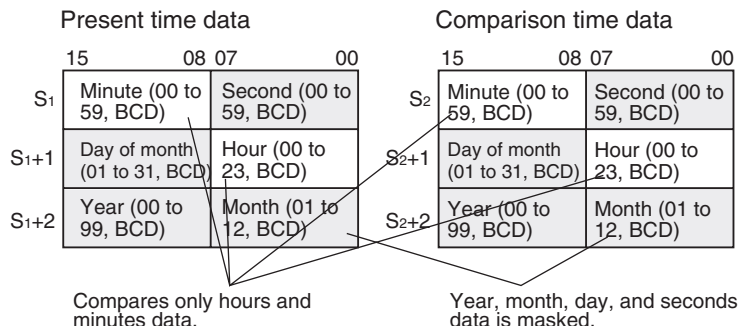 Present time data
Comparison time data
15 08 07 00
15 08 07 00
S1
Minute (00 to
59, BCD)
Second (00 to
59, BCD)
S1+1
Day of month
(01 to 31, BCD)
Hour (00 to
23, BCD)
S1+2
Year (00 to
99, BCD)
Month (01 to
12, BCD)
S2
Minute (00 to
59, BCD)
Second (00 to
59, BCD)
S2+1
Day of month
(01 to 31, BCD)
Hour (00 to
23, BCD)
S2+2
Year (00 to
99, BCD)
Month (01 to
12, BCD)
Compares only hours and
minutes data.
Year, month, day, and seconds
data is masked.